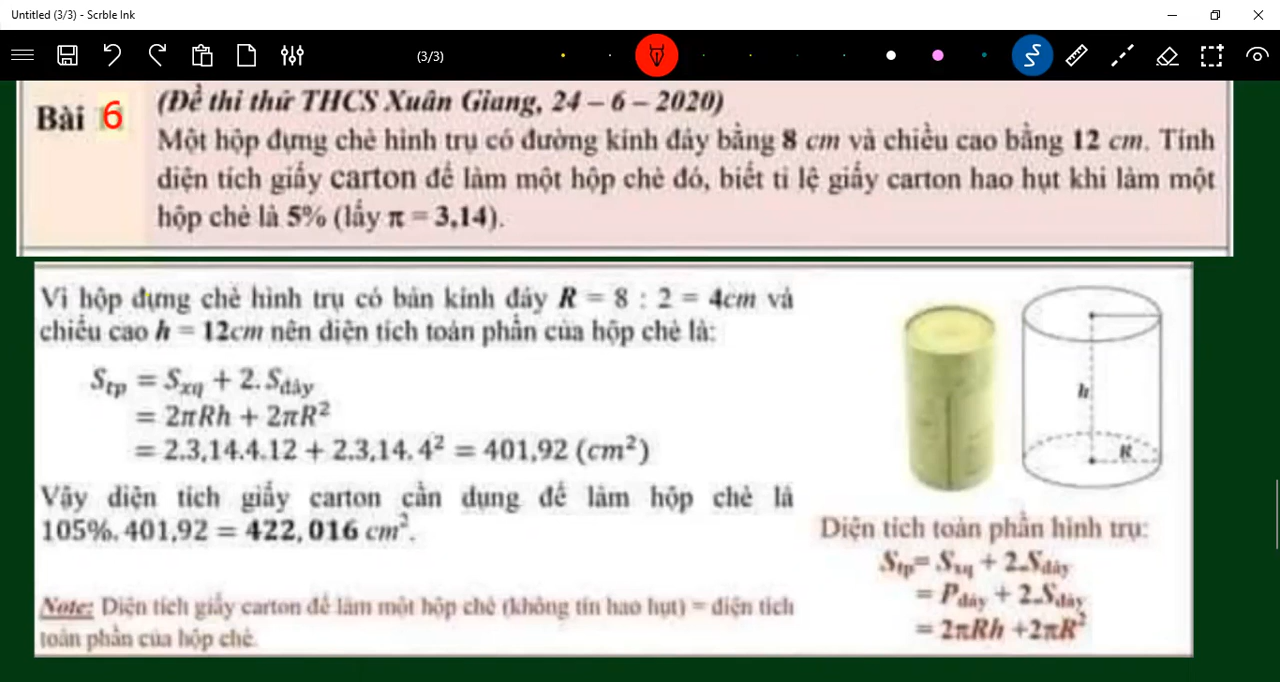 Untitled (3/3) - Scrble Ink
(3/3)
Bài 6
(Đề thi thử THCS Xuân Giang, 24 – 6 – 2020)
Một hộp đựng chè hình trụ có đường kính đáy bằng 8 cm và chiều cao bằng 12 cm. Tính
diện tích giấy carton để làm một hộp chè đó, biết tỉ lệ giấy carton hao hụt khi làm một
hộp chè là 5% (lấy π = 3,14).
Vì hộp đựng chè hình trụ có bán kính đáy R = 8 : 2 = 4cm và
chiều cao h = 12cm nên diện tích toàn phần của hộp chè là:
Stp = Sxq + 2. Sđáy
= 2πRh + 2πR²
= 2.3,14.4.12 + 2.3,14. 4² = 401,92 (cm²)
Vậy diện tích giấy carton cần dụng để làm hộp chè là
105%. 401,92 = 422, 016 cm².
Note: Diện tích giấy carton để làm một hộp chè (không tín hao hụt) = diện tích
toàn phần của hộp chè.
h
R
Diện tích toàn phần hình trụ:
Stp= Sxq + 2.Sđáy
= Pđáy + 2.Sđáy
= 2πRh +2πR²